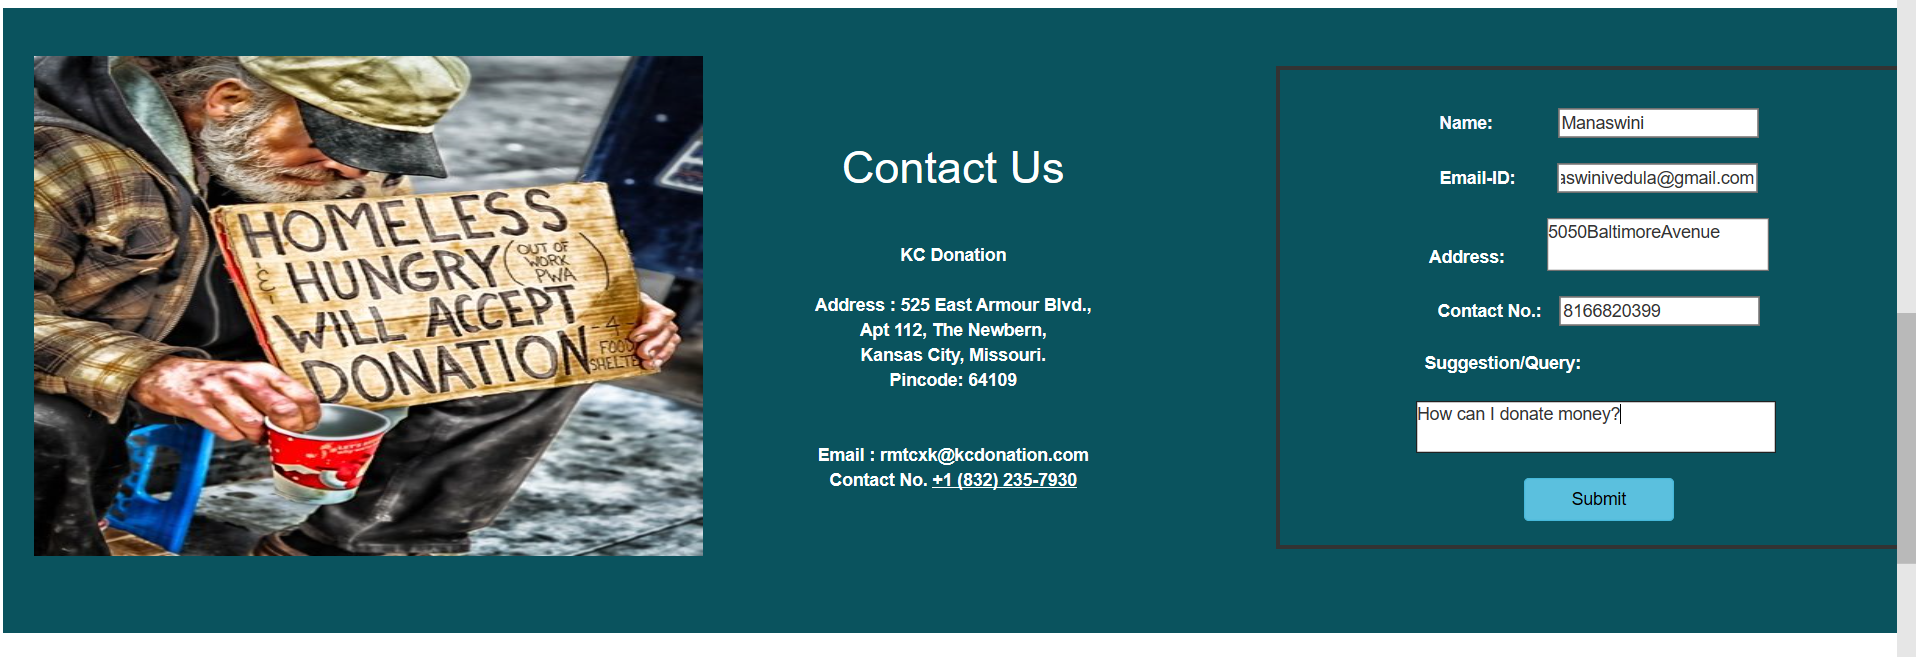 HOMELESS
& HUNGRY (OUT OF
WORK
PWA)
WILL ACCEPT
DONATION -4-
FOOD
Contact Us
KC Donation
Address : 525 East Armour Blvd.,
Apt 112, The Newbern,
Kansas City, Missouri.
Pincode: 64109
Email : rmtcxk@kcdonation.com
Contact No. +1 (832) 235-7930
Name: Manaswini
Email-ID: aswinivedula@gmail.com
Address: 5050BaltimoreAvenue
Contact No.: 8166820399
Suggestion/Query:
How can I donate money?
Submit